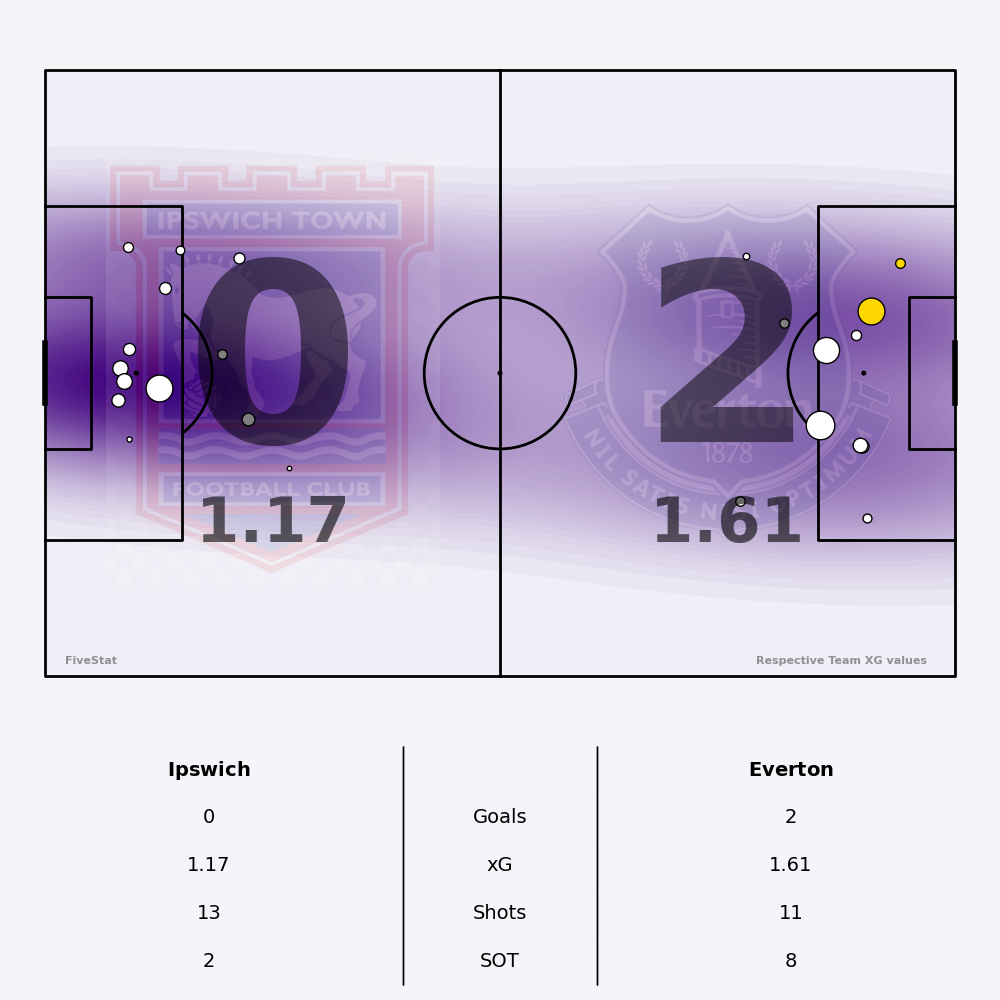 IPSWICH TOWN
FOOTBALL CLUB
0
1.17
Everton
1878
NIL SATIS NISI OPTIMUM
2
1.61
FiveStat
Respective Team XG values
Ipswich Everton
0 Goals 2
1.17 xG 1.61
13 Shots 11
2 SOT 8